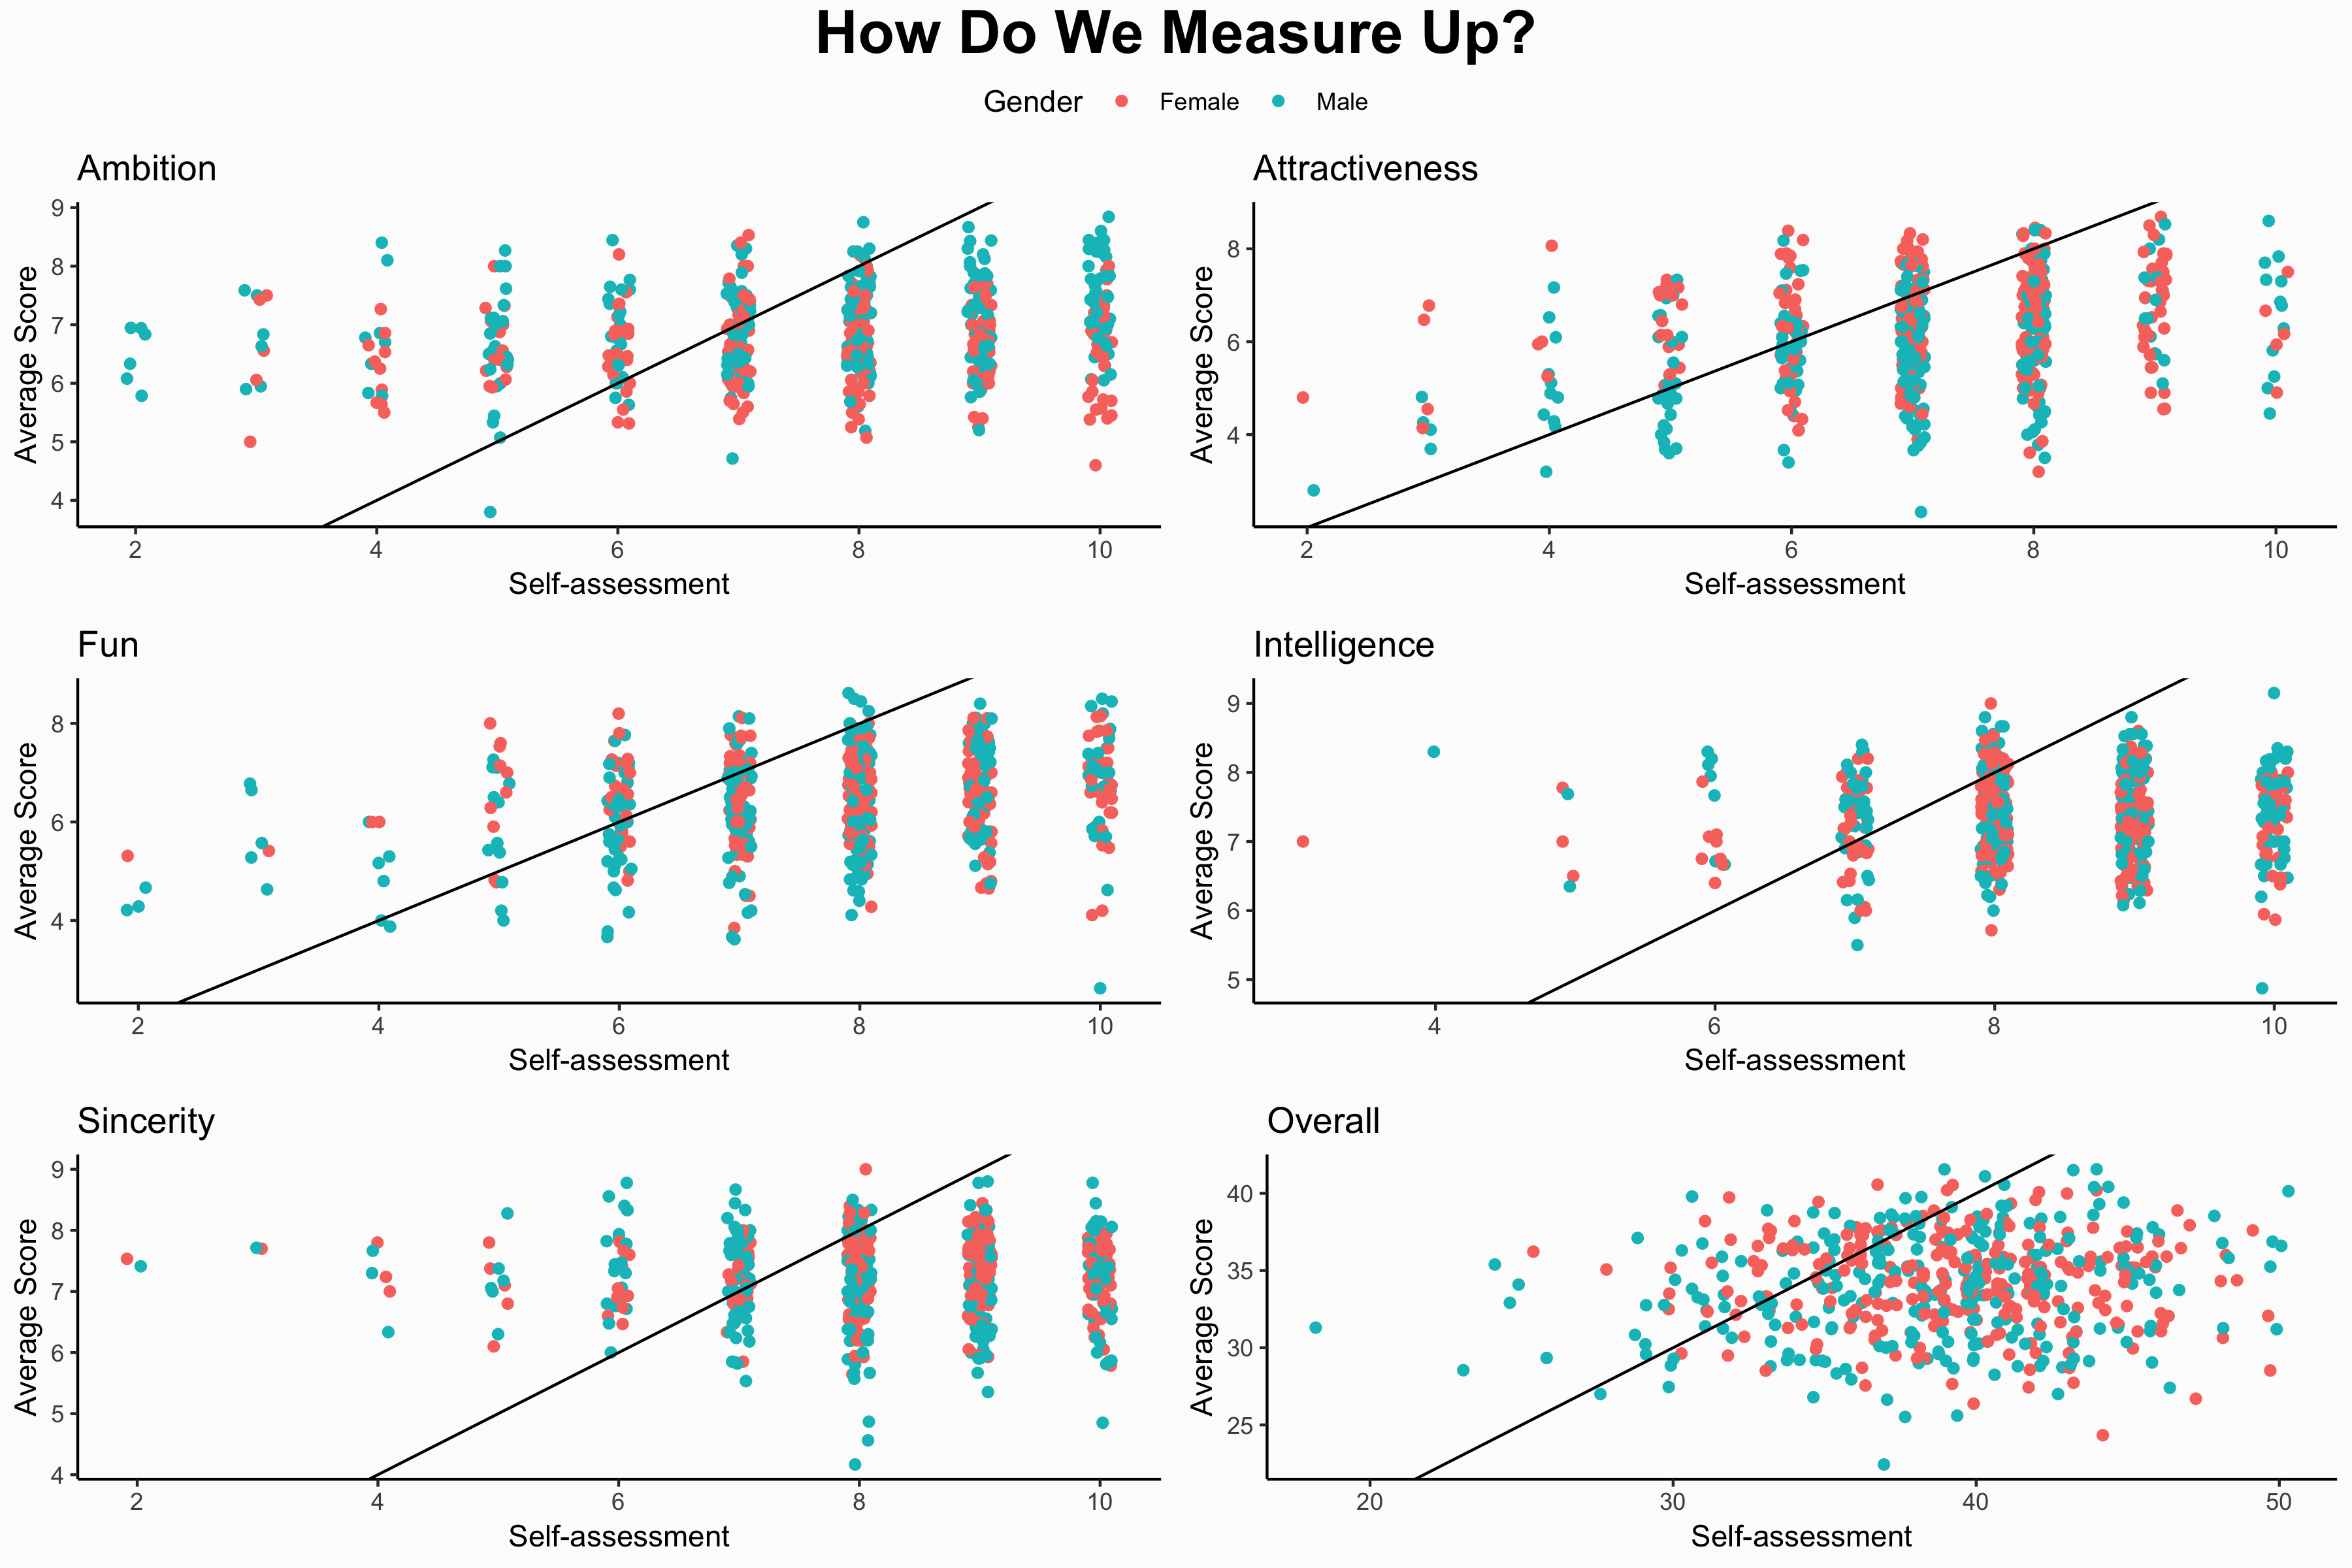 How Do We Measure Up?
Gender Female Male
Ambition
Average Score
9
8
7
6
5
4
2 4 6 8 10
Self-assessment
Attractiveness
Average Score
8
6
4
2 4 6 8 10
Self-assessment
Fun
Average Score
8
6
4
2 4 6 8 10
Self-assessment
Intelligence
Average Score
9
8
7
6
5
4 6 8 10
Self-assessment
Sincerity
Average Score
9
8
7
6
5
4
2 4 6 8 10
Self-assessment
Overall
Average Score
40
35
30
25
20 30 40 50
Self-assessment